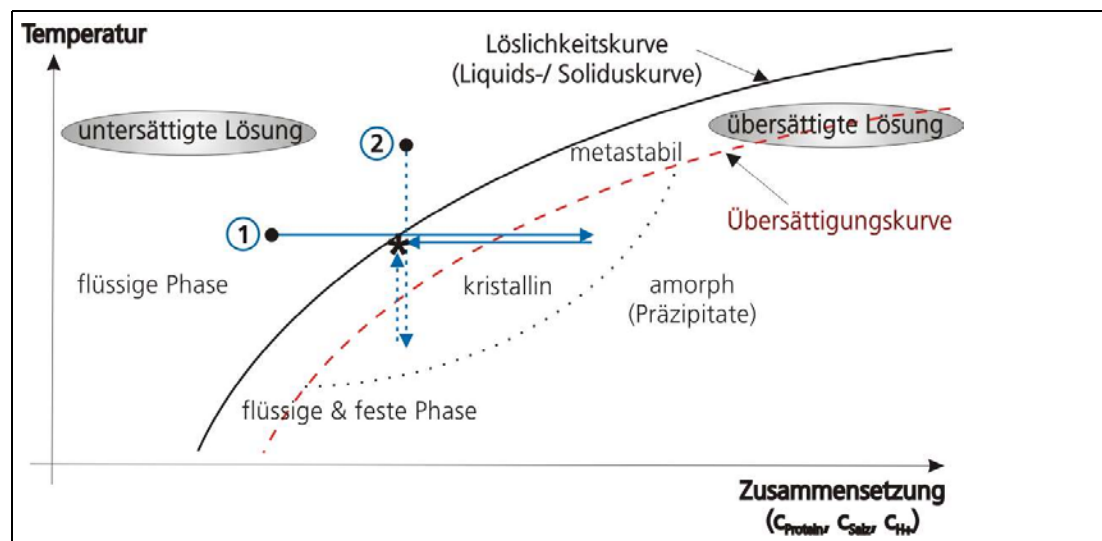 Temperatur
Löslichkeitskurve
(Liquids-/ Soliduskurve)
untersättigte Lösung
übersättigte Lösung
2
metastabil
1
Übersättigungskurve
flüssige Phase
*
kristallin
amorph
(Präzipitate)
flüssige & feste Phase
Zusammensetzung
(cProtein, cSalz, cH+)